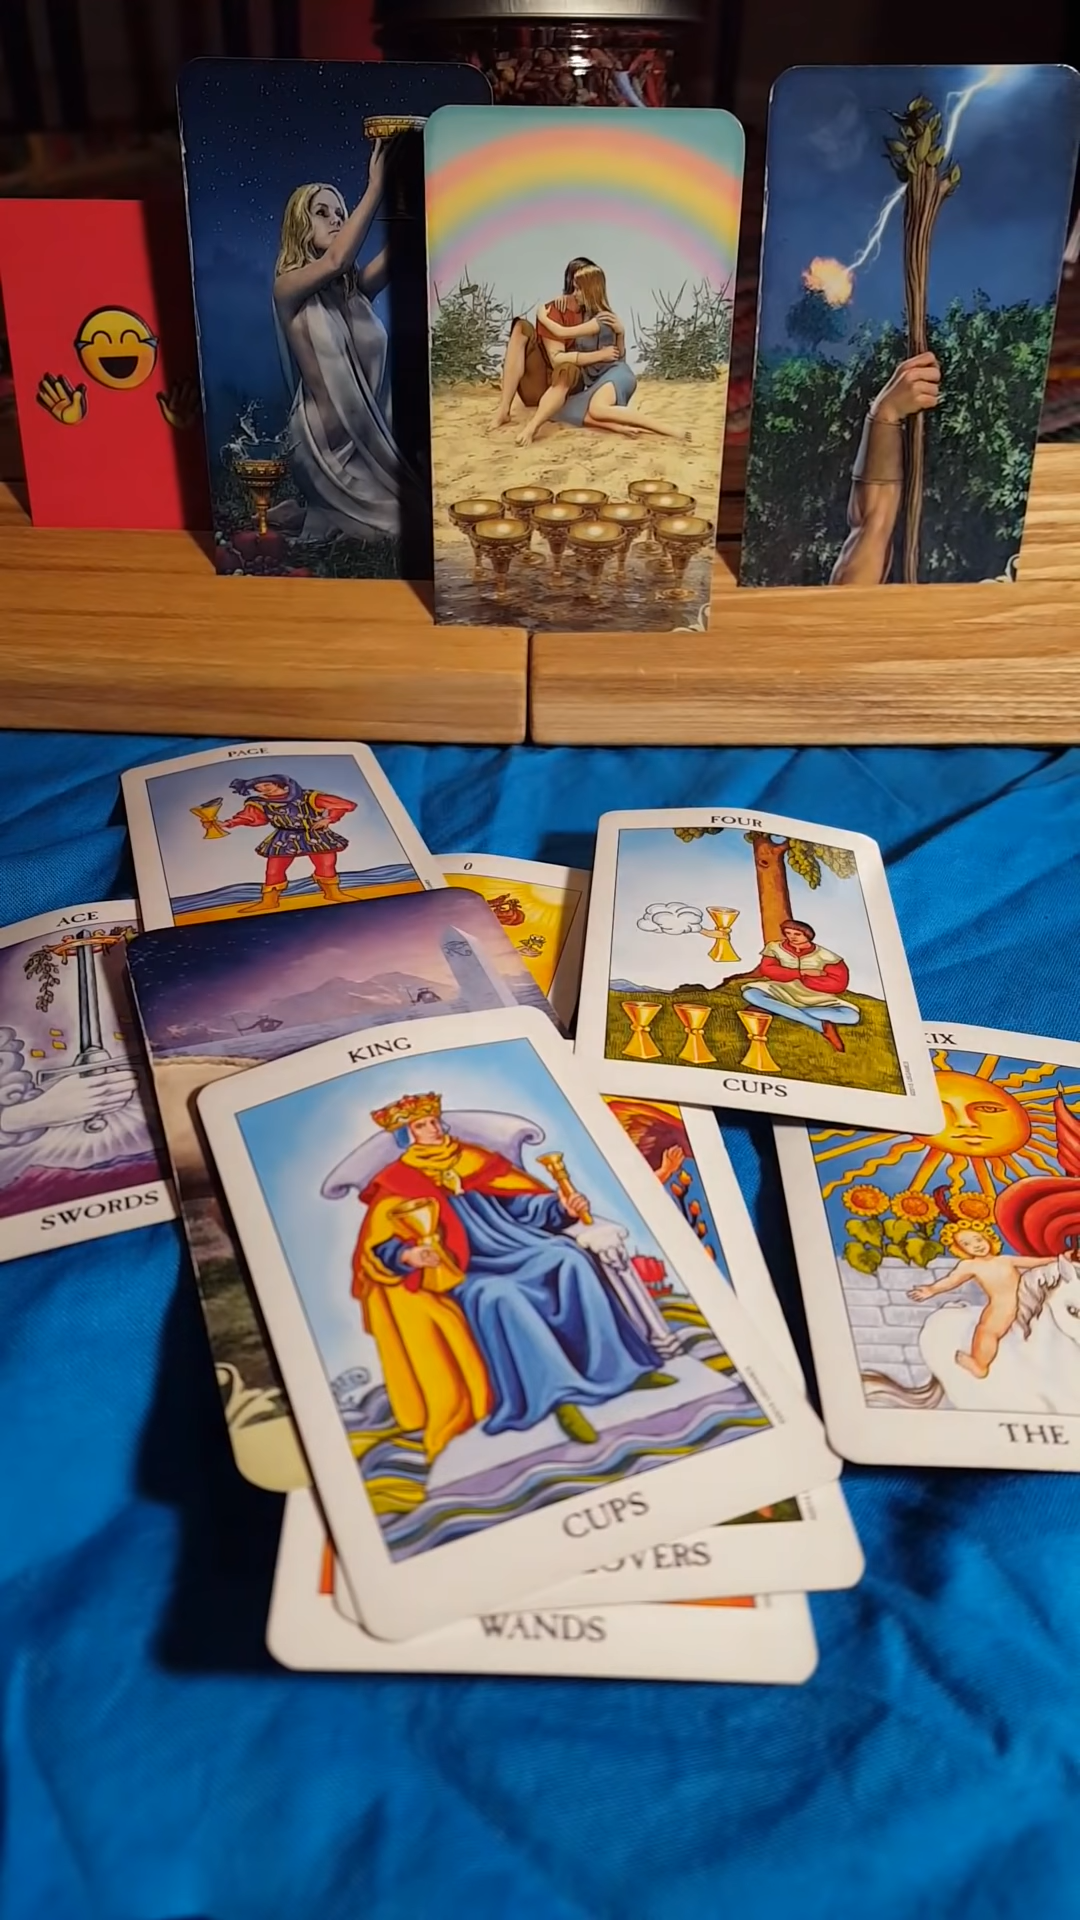 PAGE
0
FOUR
ACE
XIX
KING
CUPS
SWORDS
THE
CUPS
LOVERS
WANDS